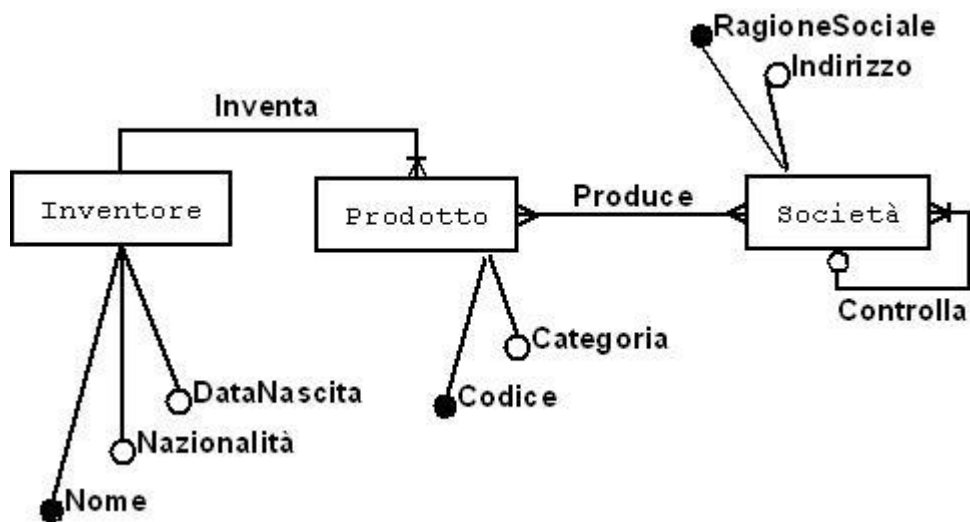 RagioneSociale
Indirizzo
Inventa
Inventore
Prodotto
Produce
Società
Controlla
Categoria
DataNascita
Codice
Nazionalità
Nome